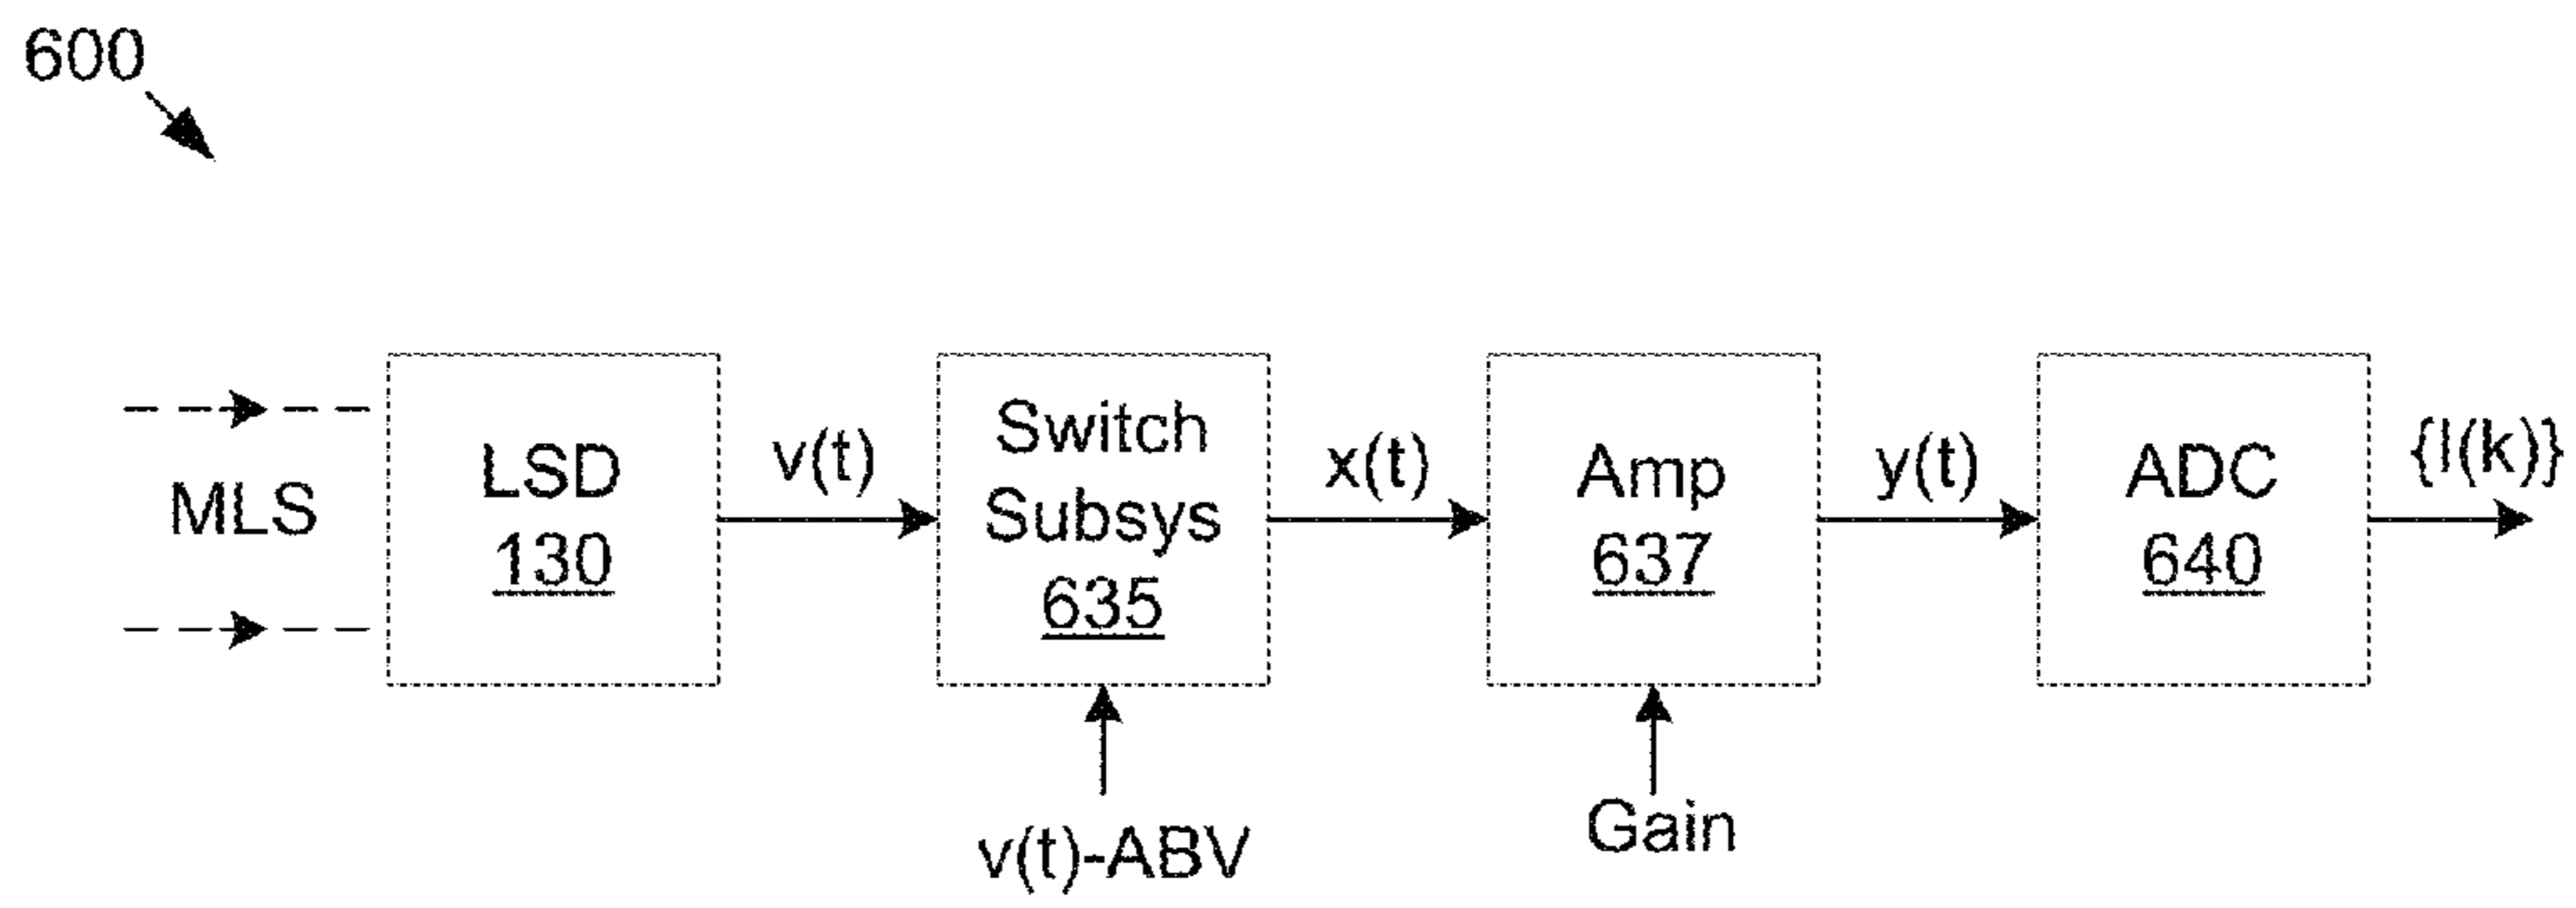 600
MLS
LSD
130
v(t)
Switch
Subsys
635
x(t)
Amp
637
y(t)
ADC
640
{I(k)}
v(t)-ABV
Gain